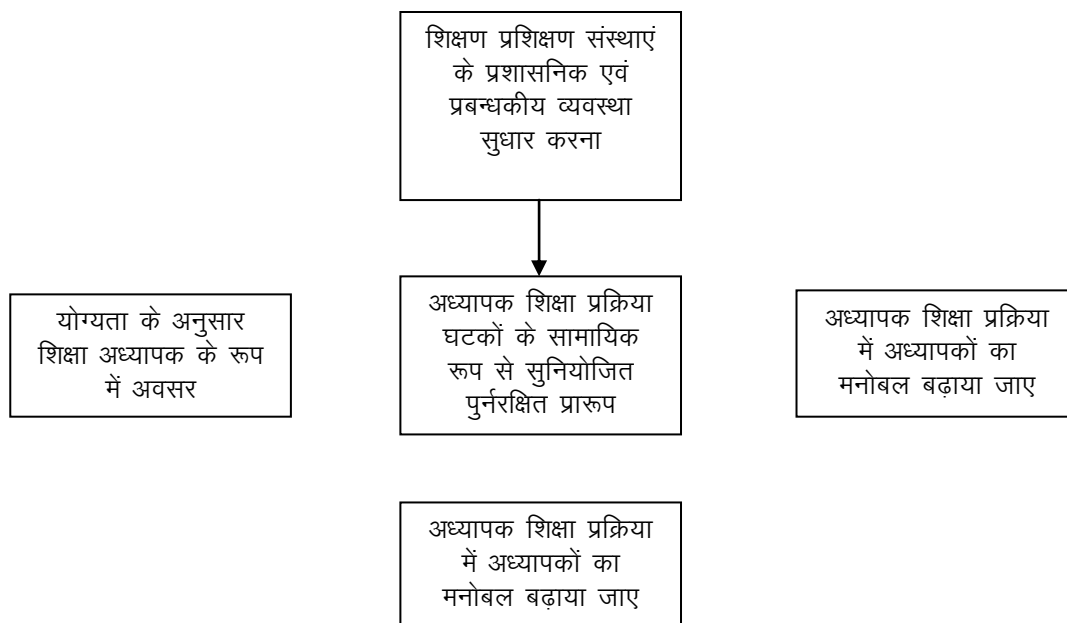 शिक्षण प्रशिक्षण संस्थाएं
के प्रशासनिक एवं
प्रबन्धकीय व्यवस्था
सुधार करना
योग्यता के अनुसार
शिक्षा अध्यापक के रूप
में अवसर
अध्यापक शिक्षा प्रक्रिया
घटकों के सामायिक
रूप से सुनियोजित
पुर्नरक्षित प्रारूप
अध्यापक शिक्षा प्रक्रिया
में अध्यापकों का
मनोबल बढ़ाया जाए
अध्यापक शिक्षा प्रक्रिया
में अध्यापकों का
मनोबल बढ़ाया जाए